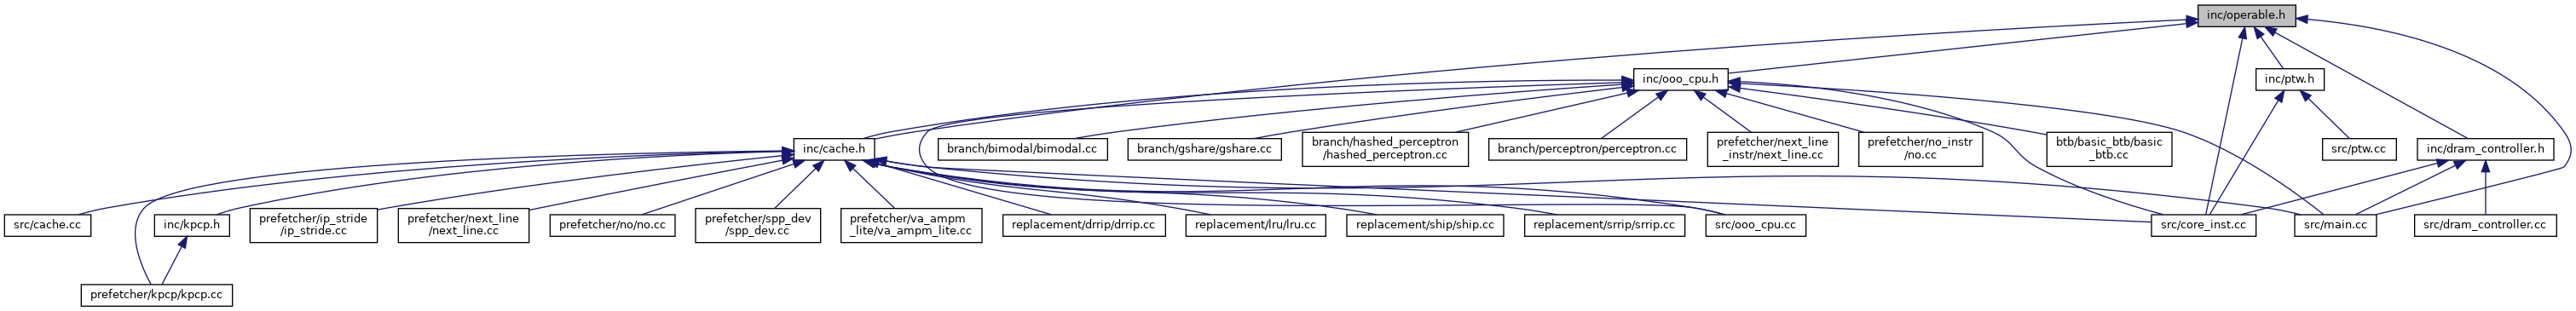 inc/operable.h
inc/ooo_cpu.h
inc/ptw.h
inc/cache.h
branch/bimodal/bimodal.cc
branch/gshare/gshare.cc
branch/hashed_perceptron
/hashed_perceptron.cc
branch/perceptron/perceptron.cc
prefetcher/next_line
_instr/next_line.cc
prefetcher/no_instr
/no.cc
btb/basic_btb/basic
_btb.cc
src/ptw.cc
inc/dram_controller.h
src/cache.cc
inc/kpcp.h
prefetcher/ip_stride
/ip_stride.cc
prefetcher/next_line
/next_line.cc
prefetcher/no/no.cc
prefetcher/spp_dev
/spp_dev.cc
prefetcher/va_ampm
_lite/va_ampm_lite.cc
replacement/drrip/drrip.cc
replacement/lru/lru.cc
replacement/ship/ship.cc
replacement/srrip/srrip.cc
src/ooo_cpu.cc
src/core_inst.cc
src/main.cc
src/dram_controller.cc
prefetcher/kpcp/kpcp.cc